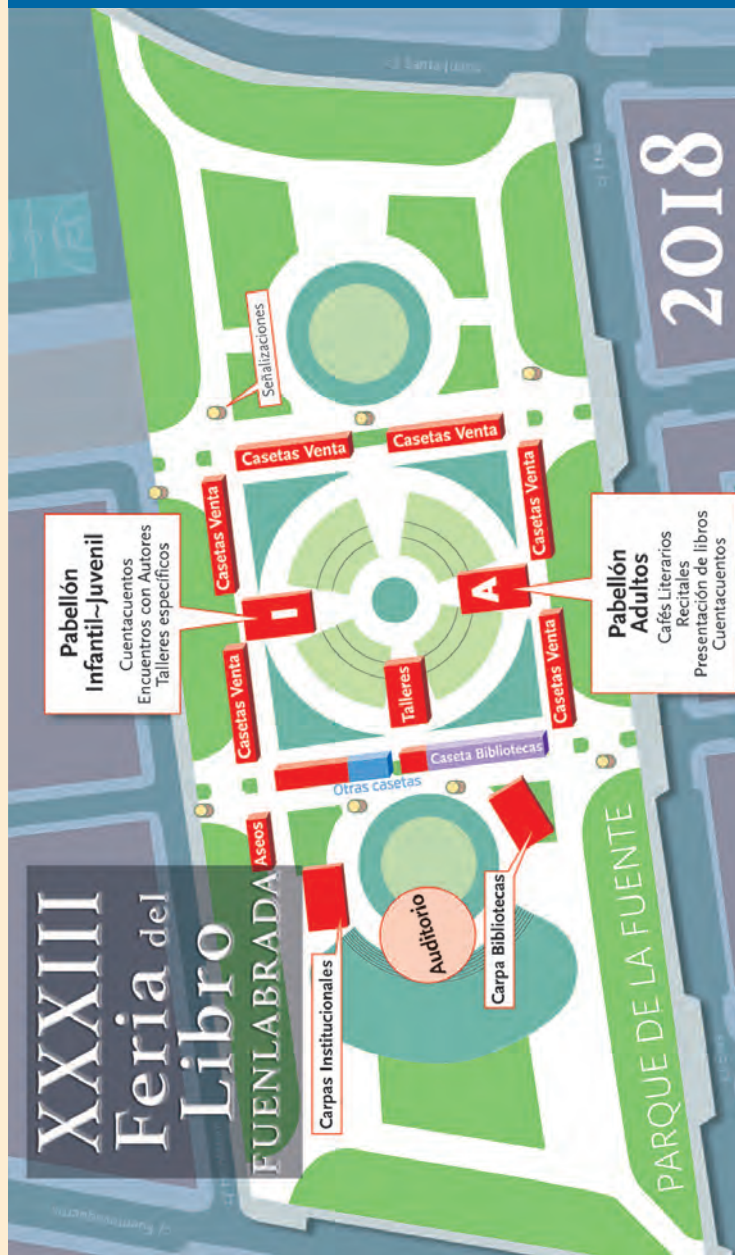 XXXXIII
Feria del
Libro
FUENLABRADA
2018
Pabellón
Infantil~Juvenil
Cuentacuentos
Encuentros con Autores
Talleres específicos
Señalizaciones
Aseos
Casetas Venta
Casetas Venta
Casetas Venta
Casetas Venta
I
Carpas Institucionales
Auditorio
Otras casetas
Talleres
Caseta Bibliotecas
A
Carpa Bibliotecas
Casetas Venta
Casetas Venta
Pabellón
Adultos
Cafés Literarios
Recitales
Presentación de libros
Cuentacuentos
PARQUE DE LA FUENTE